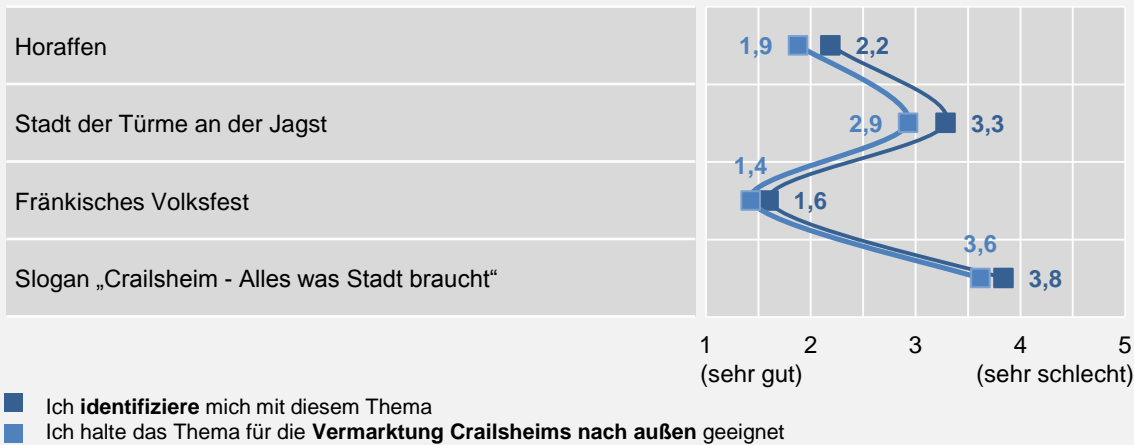 Horaffen
1,9
2,2
Stadt der Türme an der Jagst
2,9
3,3
1,4
Fränkisches Volksfest
1,6
3,6
Slogan „Crailsheim - Alles was Stadt braucht“
3,8
1 2 3 4 5
(sehr gut) (sehr schlecht)
Ich identifiziere mich mit diesem Thema
Ich halte das Thema für die Vermarktung Crailsheims nach außen geeignet